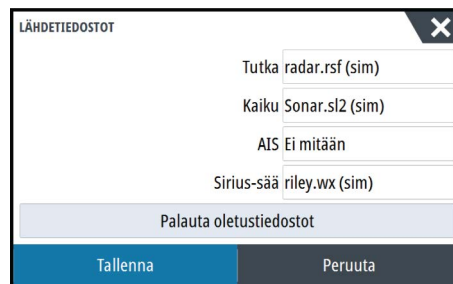 LÄHDETIEDOSTOT
Tutka radar.rsf (sim)
Kaiku Sonar.sl2 (sim)
AIS Ei mitään
Sirius-sää riley.wx (sim)
Palauta oletustiedostot
Tallenna Peruuta